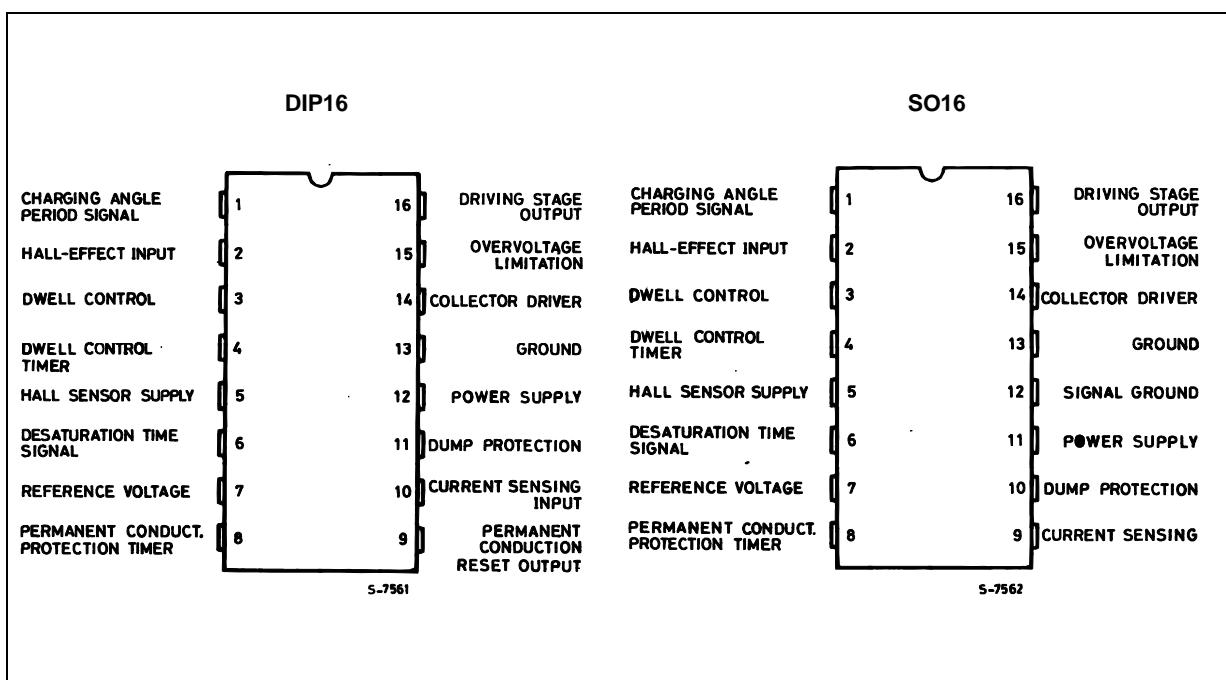 DIP16
CHARGING ANGLE
PERIOD SIGNAL
HALL-EFFECT INPUT
DWELL CONTROL
DWELL CONTROL
TIMER
HALL SENSOR SUPPLY
DESATURATION TIME
SIGNAL
REFERENCE VOLTAGE
PERMANENT CONDUCT.
PROTECTION TIMER
1
2
3
4
5
6
7
8
16
15
14
13
12
11
10
9
DRIVING STAGE
OUTPUT
OVERVOLTAGE
LIMITATION
COLLECTOR DRIVER
GROUND
POWER SUPPLY
DUMP PROTECTION
CURRENT SENSING
INPUT
PERMANENT
CONDUCTION
RESET OUTPUT
S-7561
SO16
CHARGING ANGLE
PERIOD SIGNAL
HALL-EFFECT INPUT
DWELL CONTROL
DWELL CONTROL
TIMER
HALL SENSOR SUPPLY
DESATURATION TIME
SIGNAL
REFERENCE VOLTAGE
PERMANENT CONDUCT.
PROTECTION TIMER
1
2
3
4
5
6
7
8
16
15
14
13
12
11
10
9
DRIVING STAGE
OUTPUT
OVERVOLTAGE
LIMITATION
COLLECTOR DRIVER
GROUND
SIGNAL GROUND
POWER SUPPLY
DUMP PROTECTION
CURRENT SENSING
S-7562